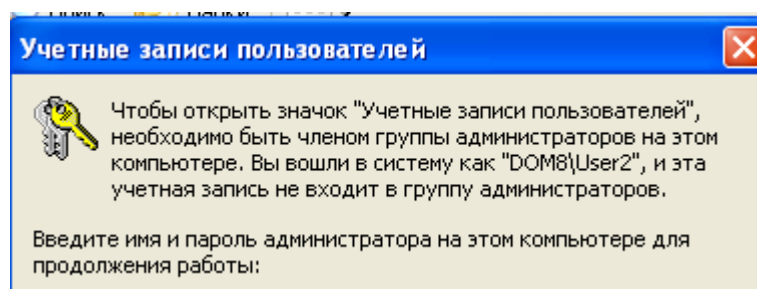 Учетные записи пользователей
Чтобы открыть значок "Учетные записи пользователей",
необходимо быть членом группы администраторов на этом
компьютере. Вы вошли в систему как "DOM8\User2", и эта
учетная запись не входит в группу администраторов.
Введите имя и пароль администратора на этом компьютере для
продолжения работы: